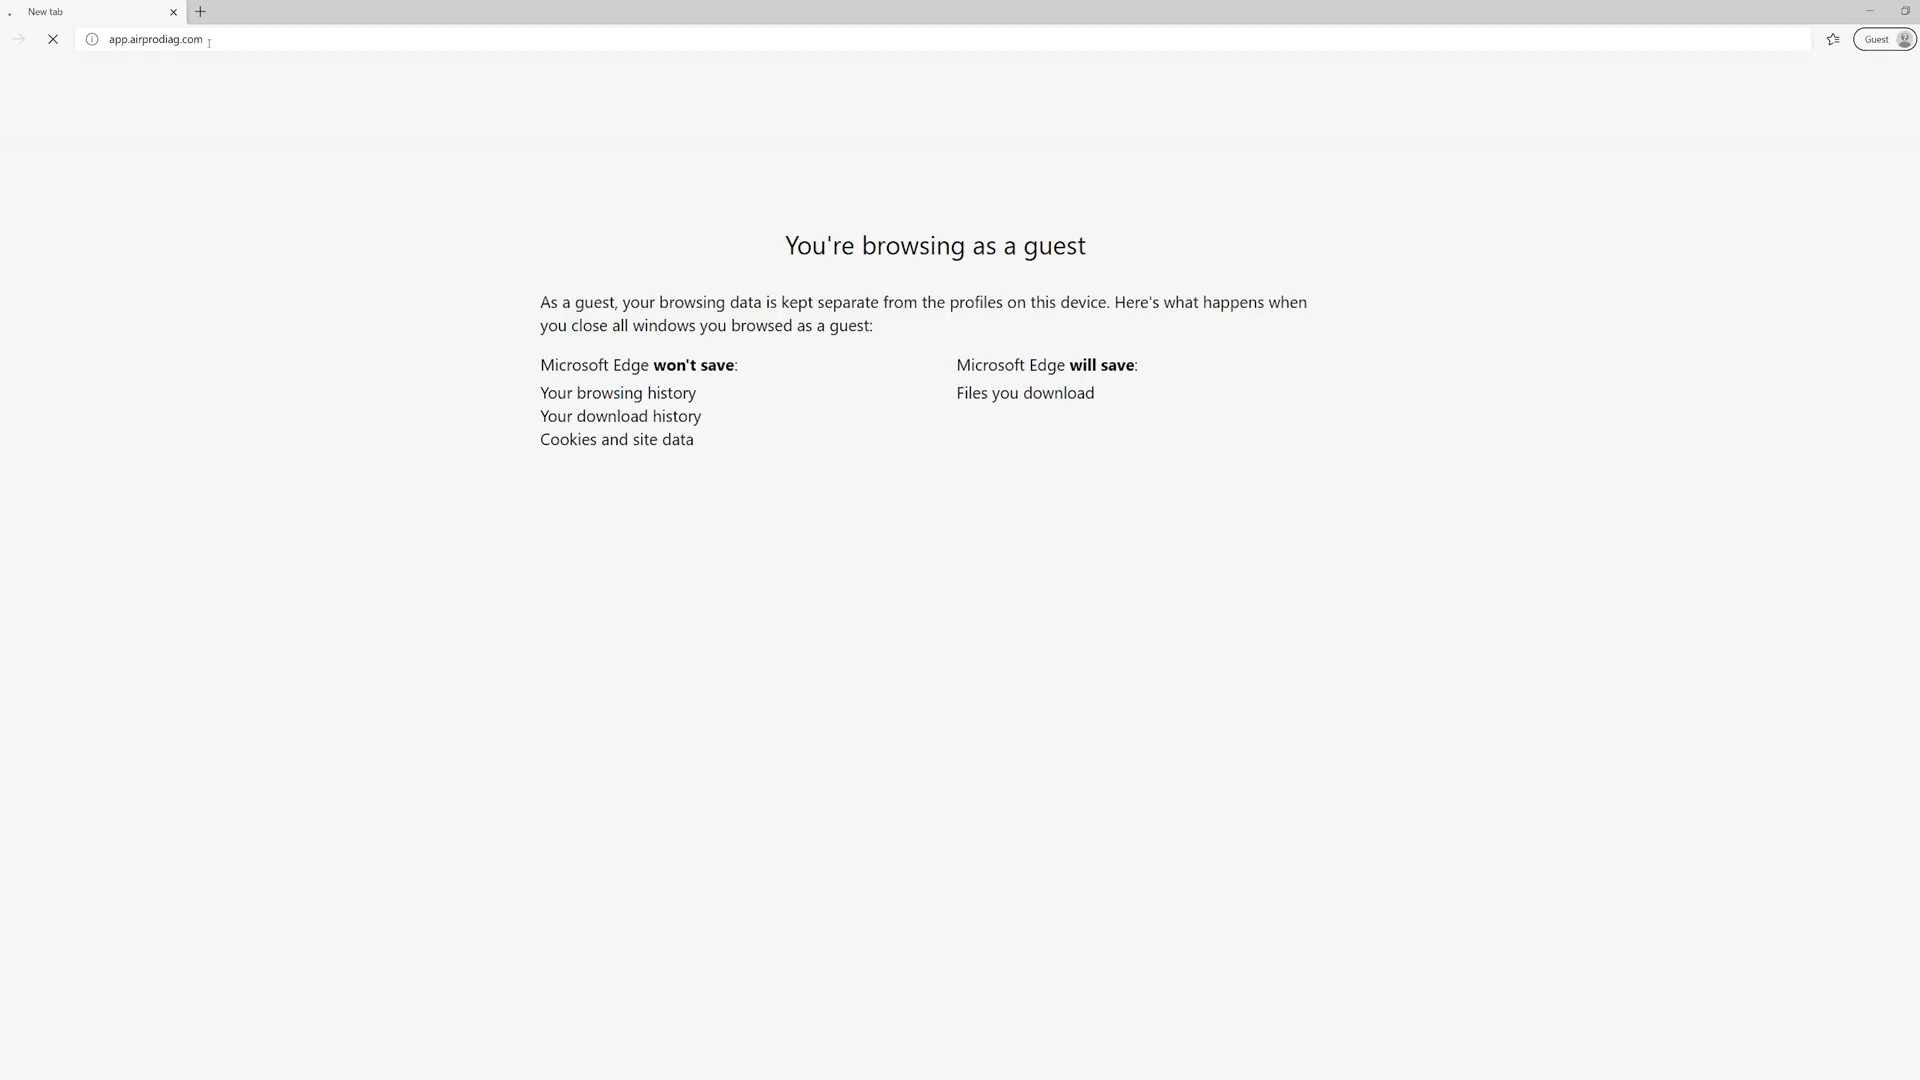 New tab
app.airprodiag.com
Guest
You're browsing as a guest
As a guest, your browsing data is kept separate from the profiles on this device. Here's what happens when
you close all windows you browsed as a guest:
Microsoft Edge won't save:
Your browsing history
Your download history
Cookies and site data
Microsoft Edge will save:
Files you download